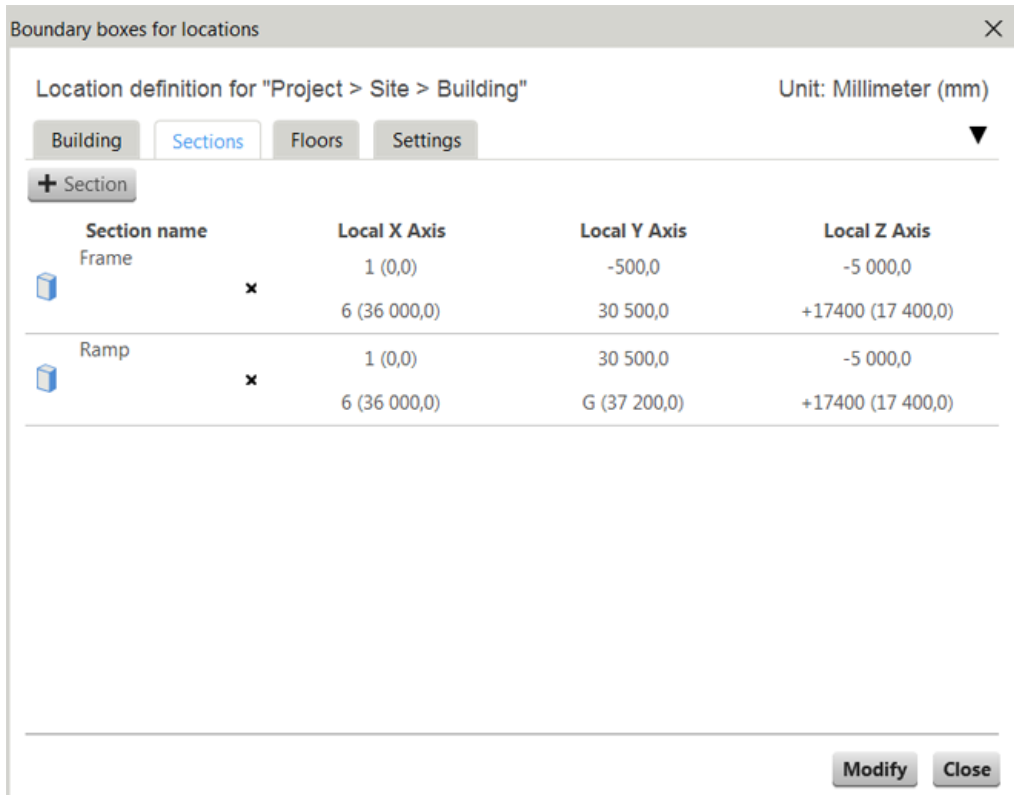 Boundary boxes for locations
Location definition for "Project > Site > Building" Unit: Millimeter (mm)
Building Sections Floors Settings
+ Section
Section name Local X Axis Local Y Axis Local Z Axis
Frame
1 (0,0) -500,0 -5 000,0
6 (36 000,0) 30 500,0 +17400 (17 400,0)
Ramp
1 (0,0) 30 500,0 -5 000,0
6 (36 000,0) G (37 200,0) +17400 (17 400,0)
Modify Close